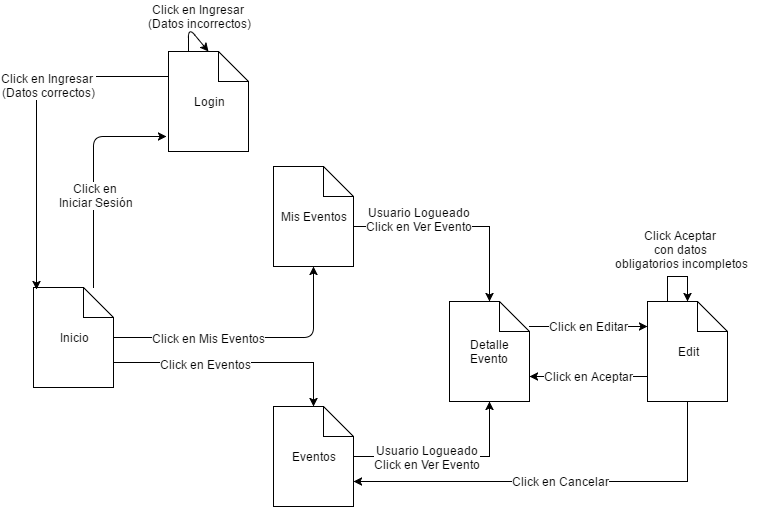 Click en Ingresar
(Datos incorrectos)
Click en Ingresar
(Datos correctos)
Login
Click en
Iniciar Sesión
Mis Eventos
Usuario Logueado
Click en Ver Evento
Click Aceptar
con datos
obligatorios incompletos
Inicio
Click en Mis Eventos
Click en Eventos
Detalle
Evento
Click en Editar
Edit
Click en Aceptar
Eventos
Usuario Logueado
Click en Ver Evento
Click en Cancelar